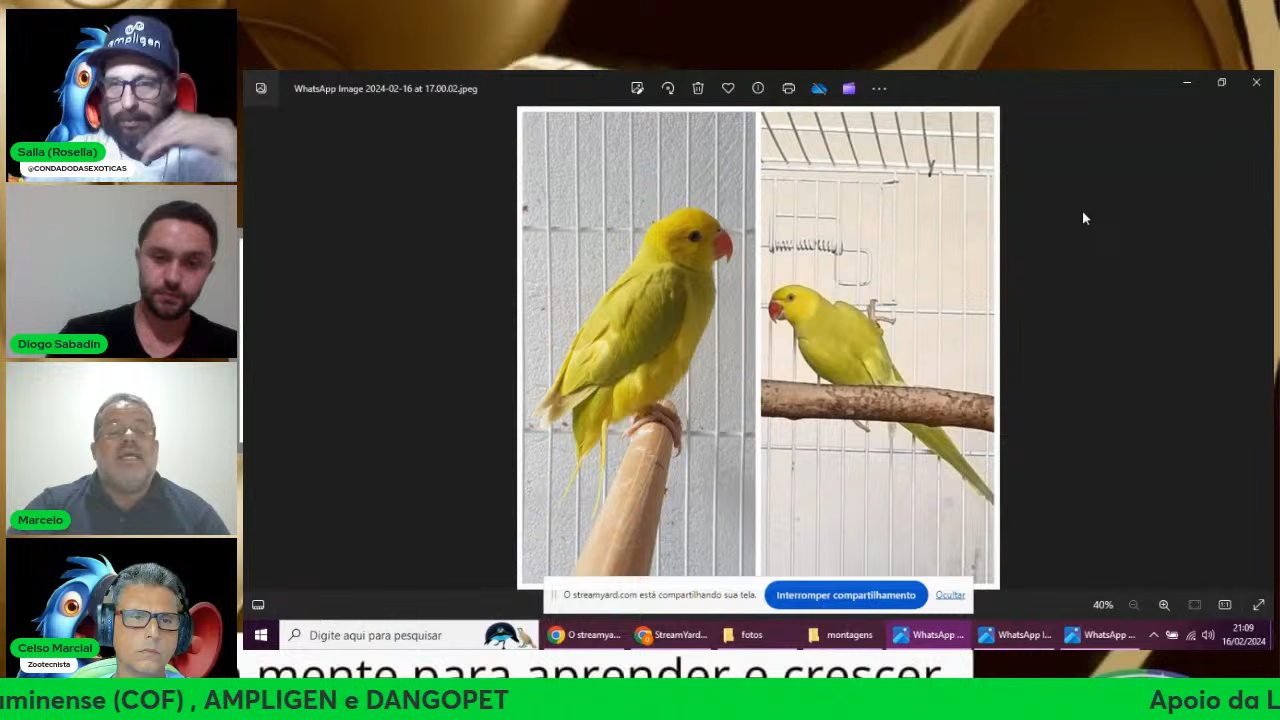 ampligen
Salla (Rosella)
@CONDADODASEXOTICAS
Diogo Sabadin
Marcelo
Celso Marcial
Zootecnista
WhatsApp Image 2024-02-16 at 17.00.02.jpeg
O streamyard.com está compartilhando sua tela.
Interromper compartilhamento
Ocultar
40%
Digite aqui para pesquisar
O streamya...
StreamYard...
fotos
montagens
WhatsApp ...
WhatsApp I...
WhatsApp ...
21:09
16/02/2024
mente para aprender e crescer
uminense (COF) , AMPLIGEN e DANGOPET
Apoio da L